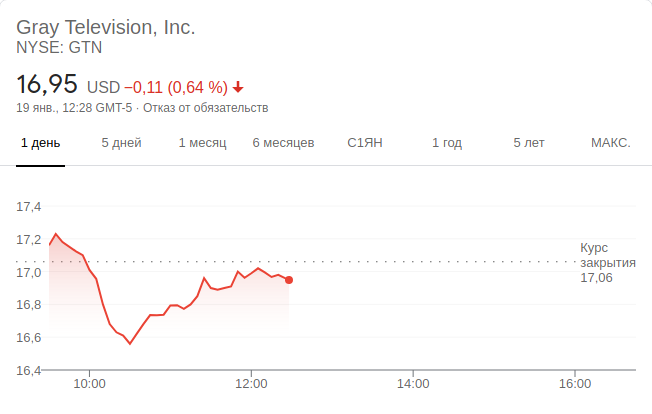 Gray Television, Inc.
NYSE: GTN
16,95 USD −0,11 (0,64 %)
19 янв., 12:28 GMT-5 · Отказ от обязательств
1 день 5 дней 1 месяц 6 месяцев С1ЯН 1 год 5 лет МАКС.
17,4
17,2
17,0
16,8
16,6
16,4
Курс
закрытия
17,06
10:00 12:00 14:00 16:00